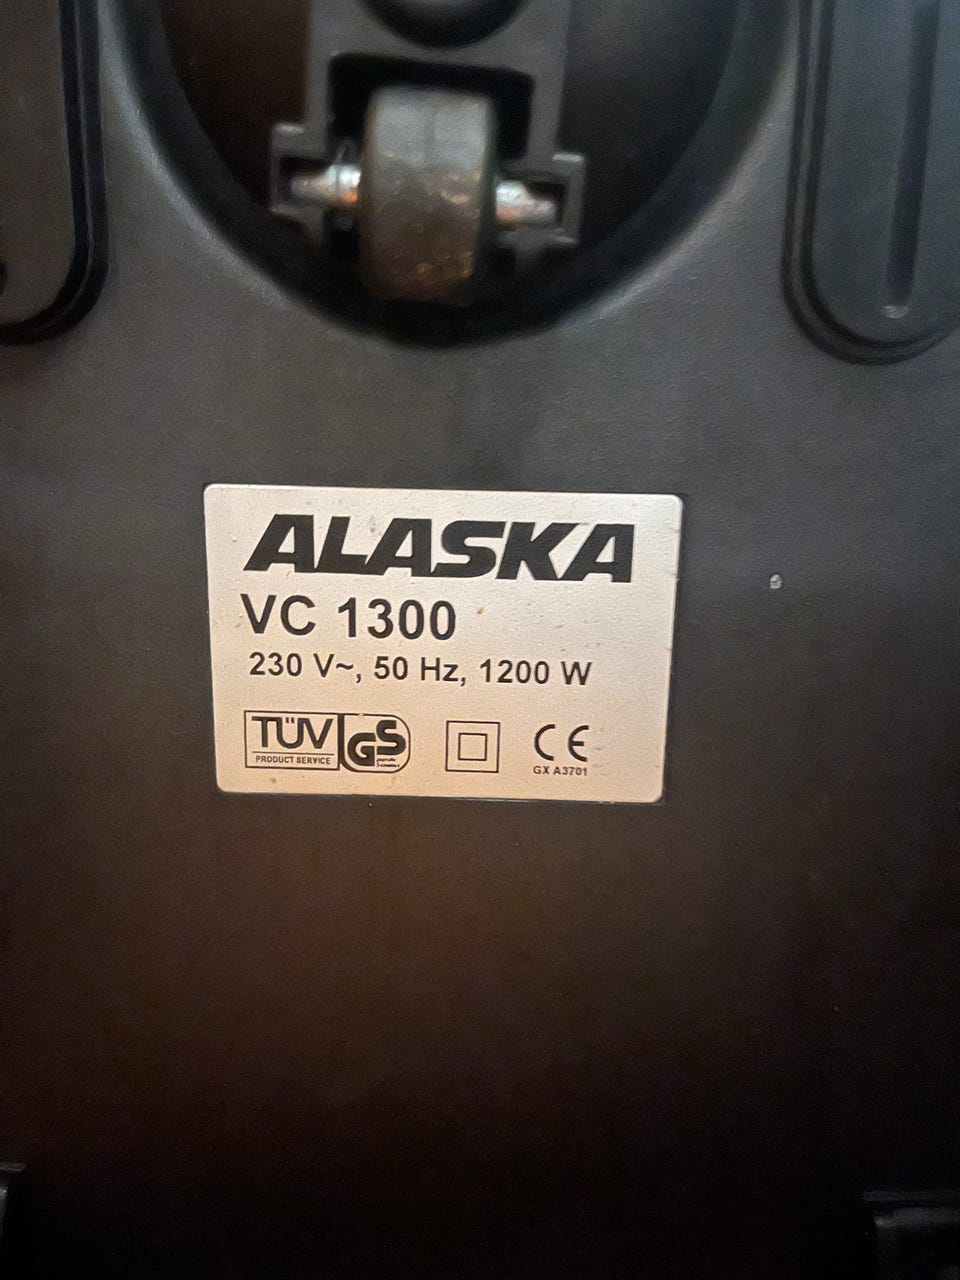 ALASKA
VC 1300
230 V~, 50 Hz, 1200 W
TÜV
PRODUCT SERVICE
GS
CE
GX A3701